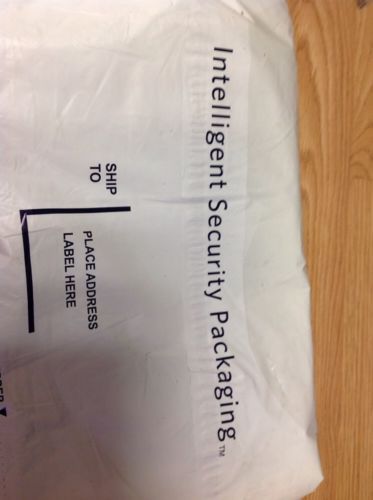 Intelligent Security Packaging™
SHIP
TO
PLACE ADDRESS
LABEL HERE